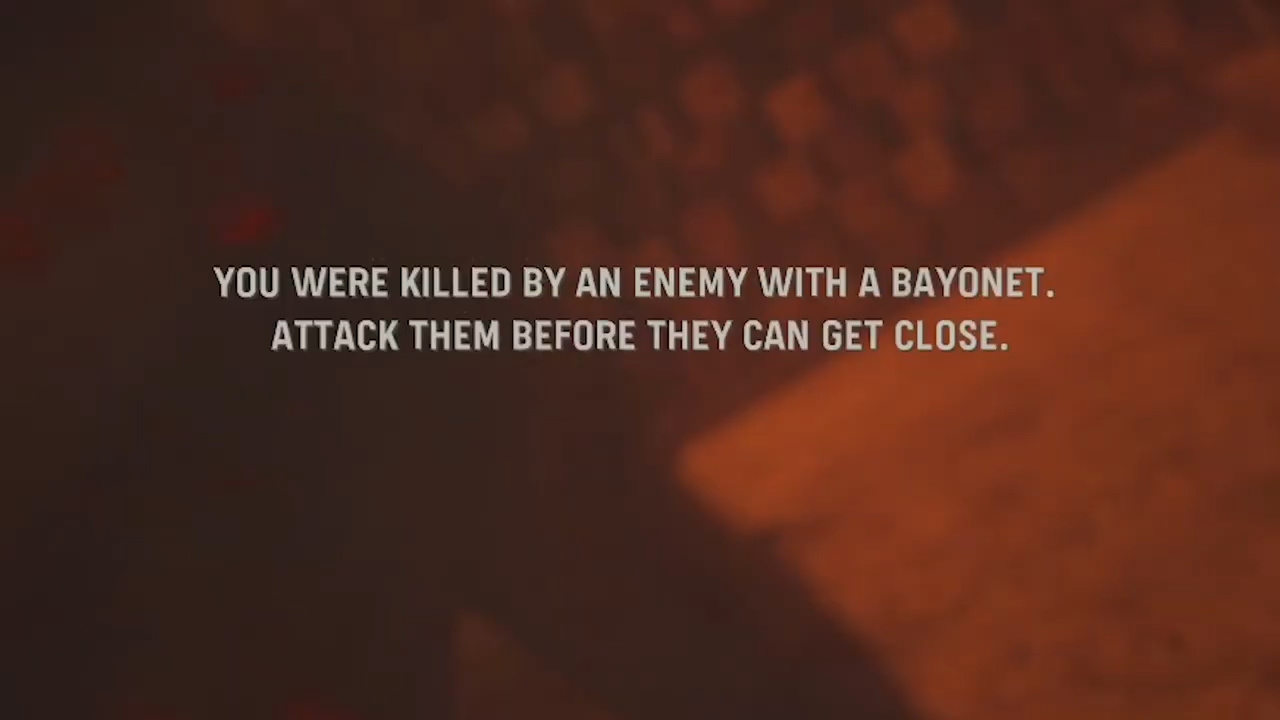 YOU WERE KILLED BY AN ENEMY WITH A BAYONET.
ATTACK THEM BEFORE THEY CAN GET CLOSE.